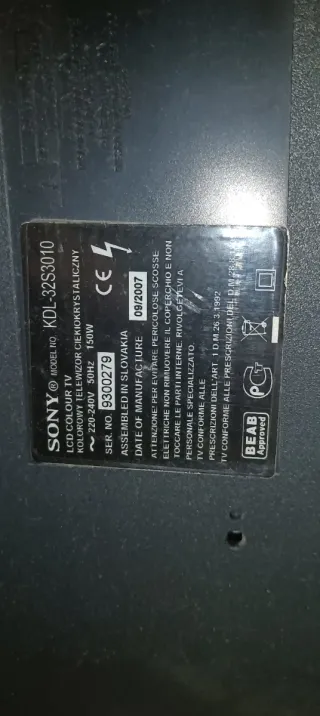 SONY® MODEL NO. KDL-32S3010
LCD COLOUR TV
KOLOROWY TELEWIZOR CIEKŁOKRYSTALICZNY
~ 220-240V 50Hz 150W
SER. NO. 9300279
ASSEMBLED IN SLOVAKIA
DATE OF MANUFACTURE 09/2007
ATTENZIONE! PER EVITARE PERICOLOSE SCOSSE
ELETTRICHE NON RIMUOVERE IL COPERCHIO E NON
TOCCARE LE PARTI INTERNE. RIVOLGETEVI A
PERSONALE SPECIALIZZATO.
TV CONFORME ALLE
PRESCRIZIONI DELL'ART. 1 D.M.26.3.1992
TV CONFORME ALLE PRESCRIZIONI DEL D.M.
CE
BEAB
Approved